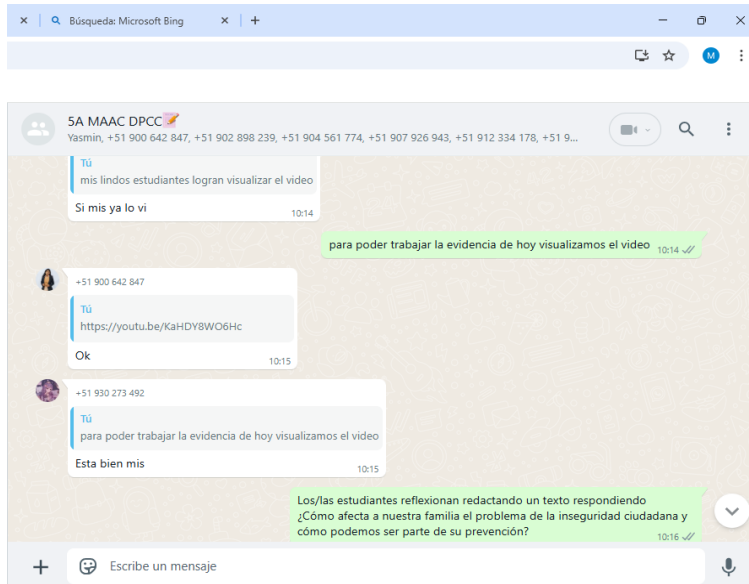 Búsqueda: Microsoft Bing
M
5A MAAC DPCC
Yasmin, +51 900 642 847, +51 902 898 239, +51 904 561 774, +51 907 926 943, +51 912 334 178, +51 9...
Tú
mis lindos estudiantes logran visualizar el video
Si mis ya lo vi
10:14
para poder trabajar la evidencia de hoy visualizamos el video 10:14
+51 900 642 847
Tú
https://youtu.be/KaHDY8WO6Hc
Ok
10:15
+51 930 273 492
Tú
para poder trabajar la evidencia de hoy visualizamos el video
Esta bien mis
10:15
Los/las estudiantes reflexionan redactando un texto respondiendo
¿Cómo afecta a nuestra familia el problema de la inseguridad ciudadana y
cómo podemos ser parte de su prevención?
10:16
Escribe un mensaje